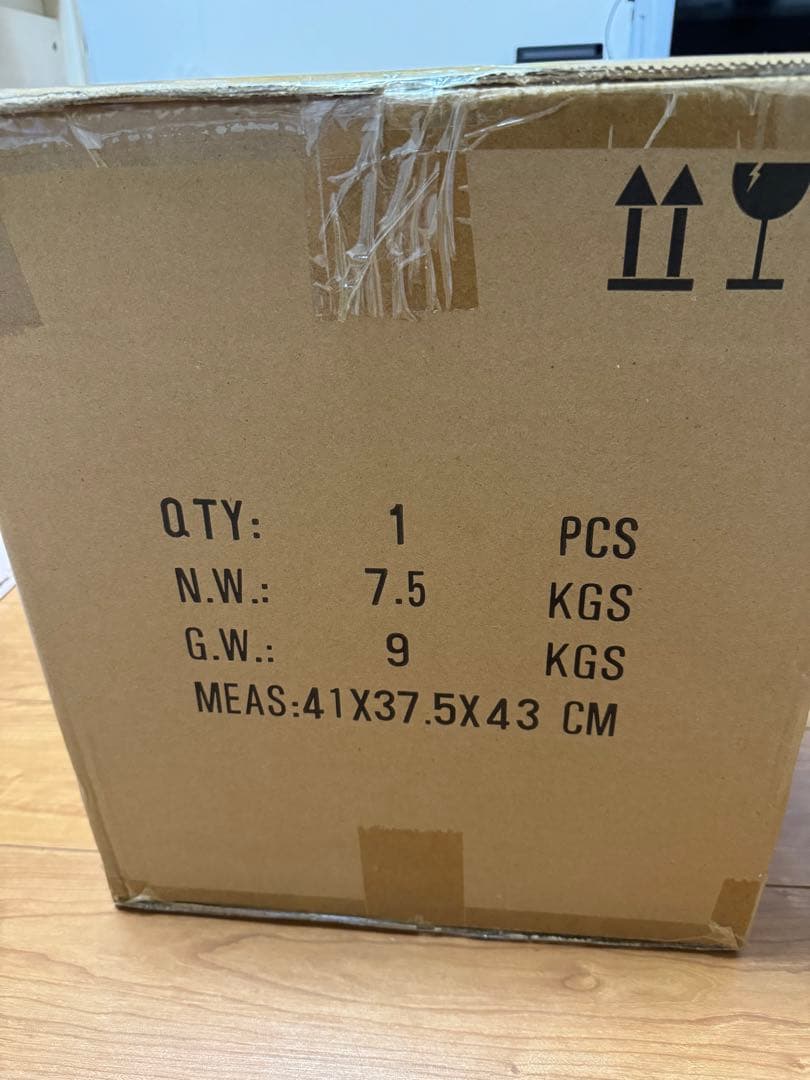 QTY: 1 PCS
N.W.: 7.5 KGS
G.W.: 9 KGS
MEAS:41X37.5X43 CM